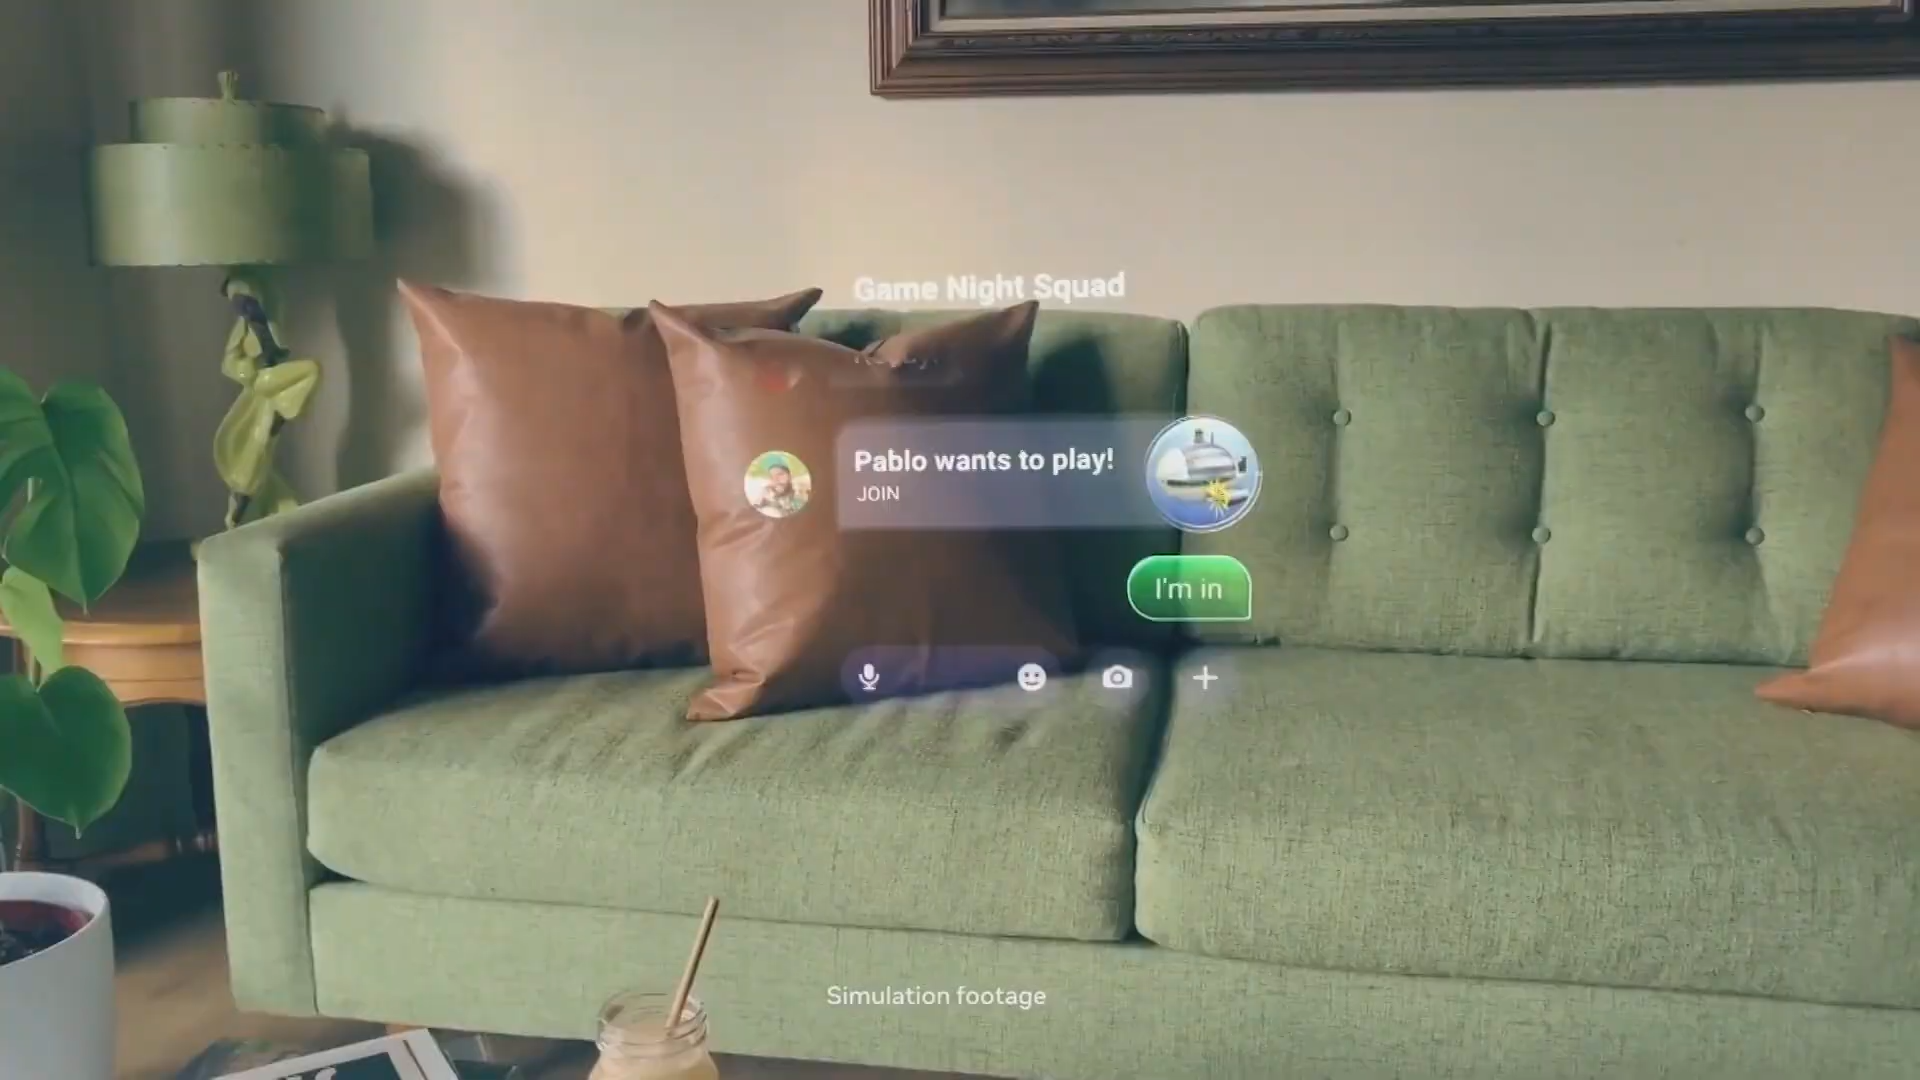 Game Night Squad
Pablo wants to play!
JOIN
I'm in
Simulation footage